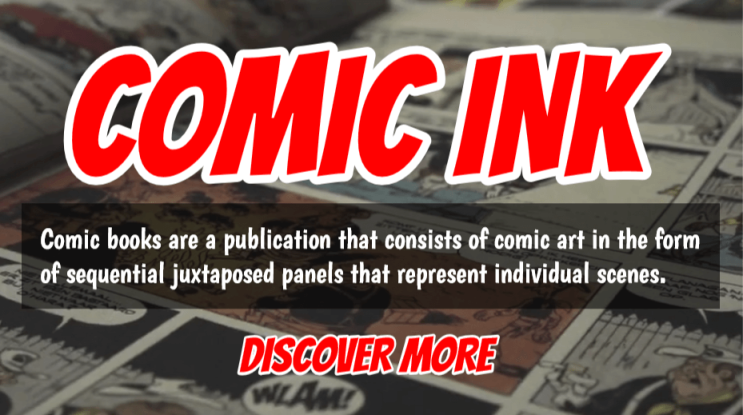 COMIC INK
Comic books are a publication that consists of comic art in the form
of sequential juxtaposed panels that represent individual scenes.
DISCOVER MORE
WLAM!